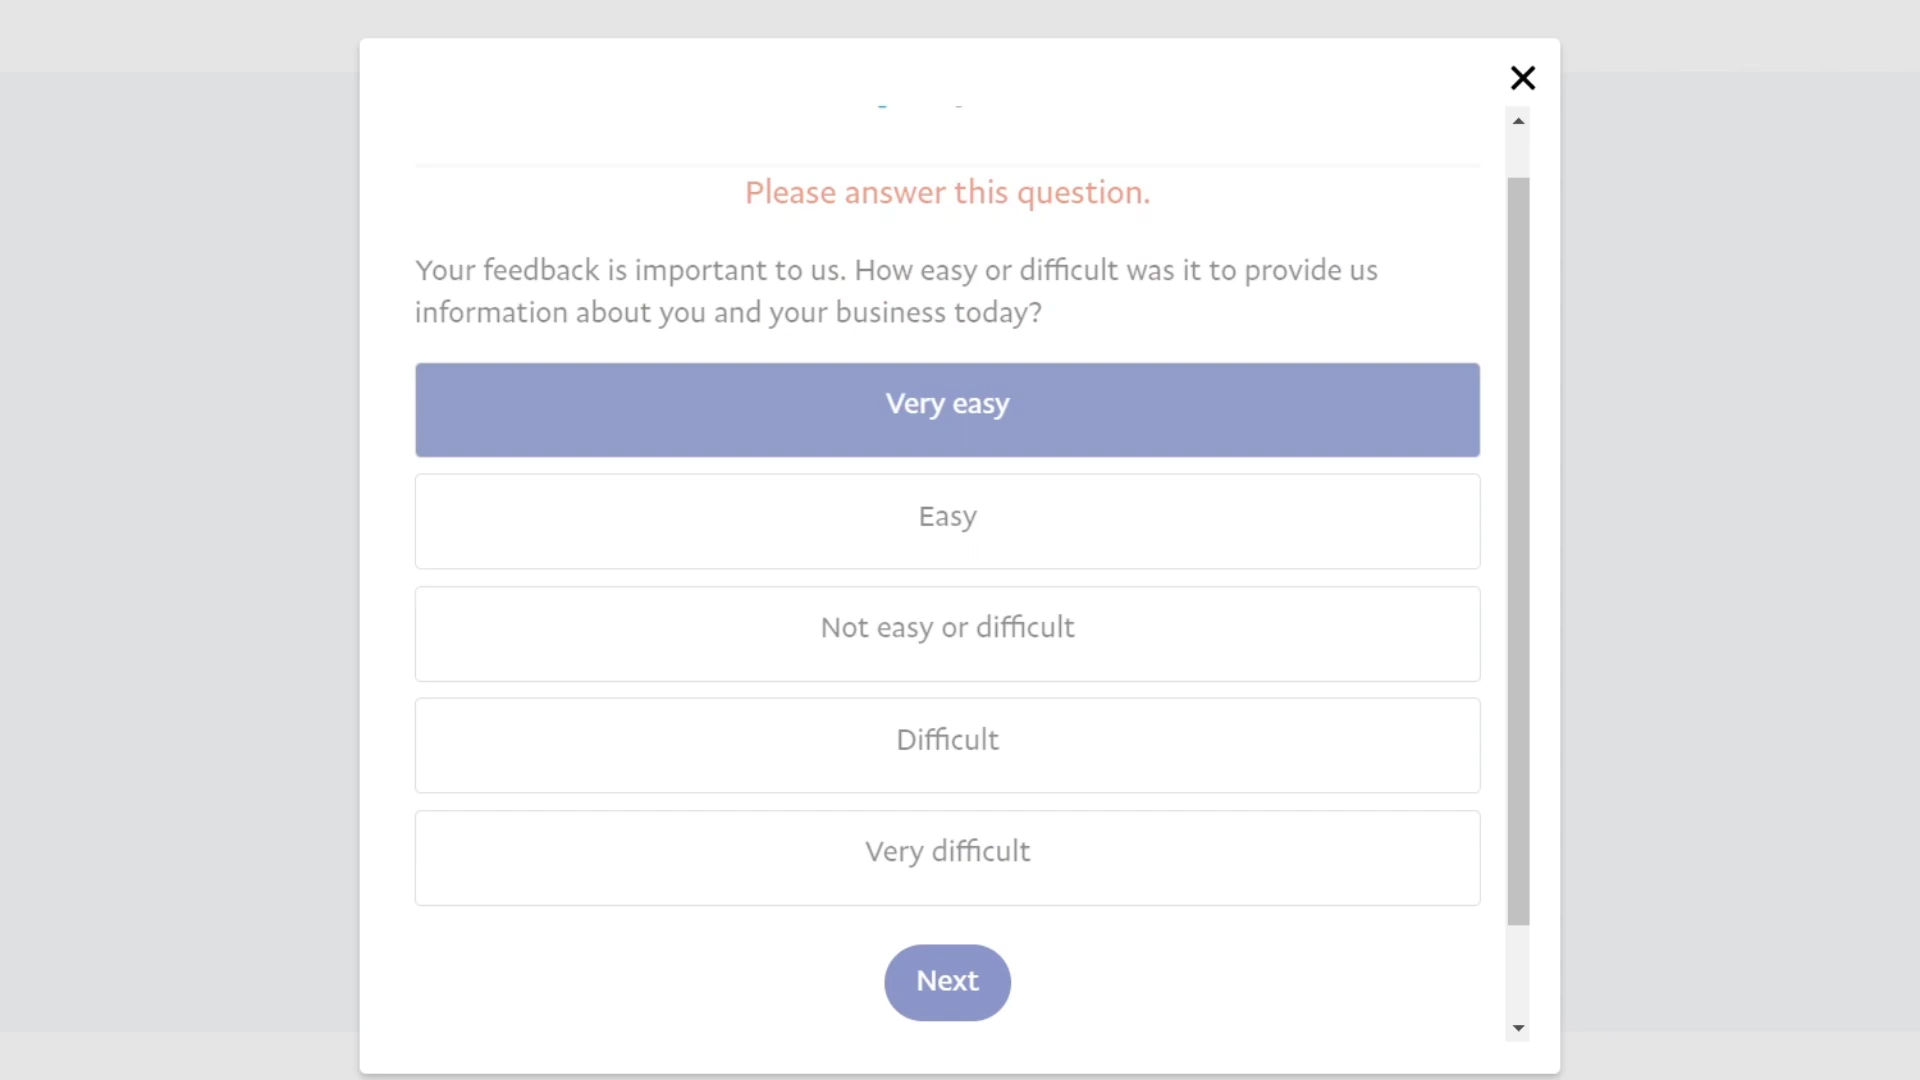 Please answer this question.
Your feedback is important to us. How easy or difficult was it to provide us
information about you and your business today?
Very easy
Easy
Not easy or difficult
Difficult
Very difficult
Next